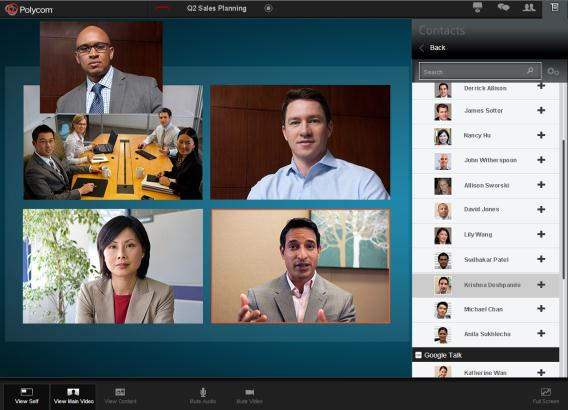 Polycom
Q2 Sales Planning
Contacts
Back
Search
Derrick Allison
James Sotter
Nancy Hu
John Witherspoon
Allison Sworski
David Jones
Lily Wang
Sudhakar Patel
Krishna Deshpande
Michael Chan
Anila Sukhlecha
Google Talk
Katherine Wan
View Self
View Main Video
View Content
Mute Audio
Mute Video
Full Screen